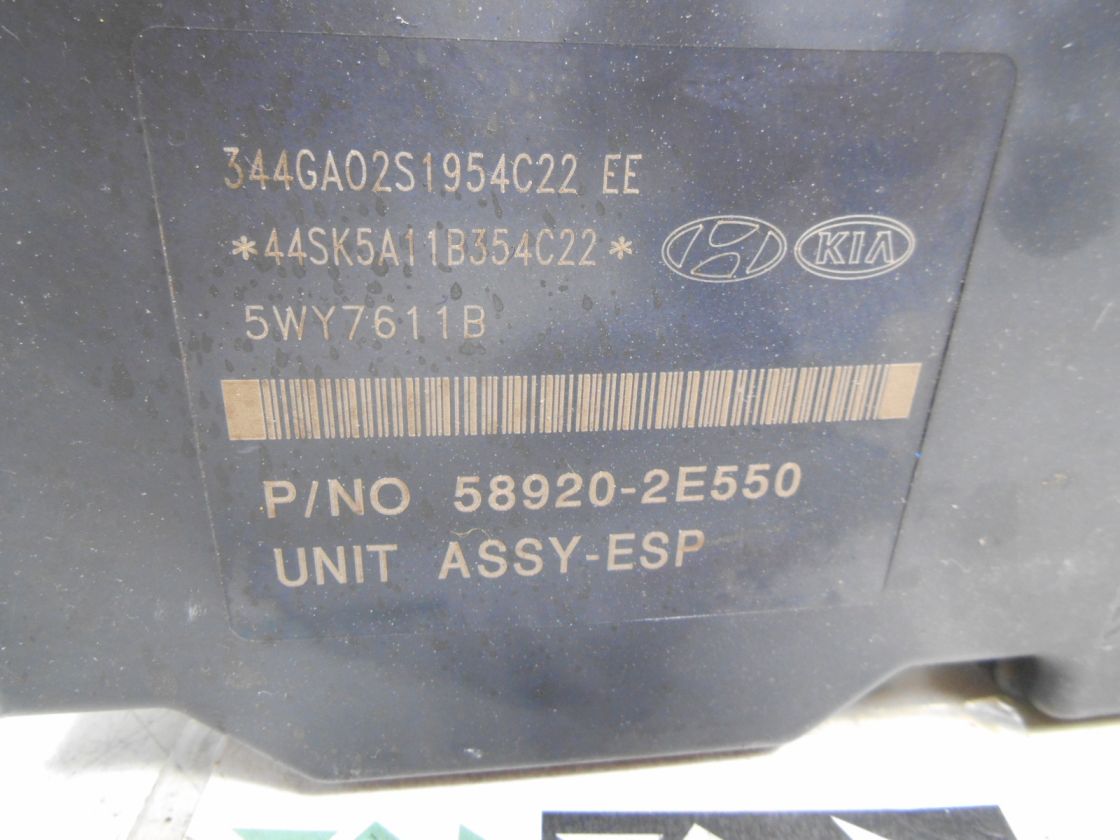 344GA02S1954C22 EE
*44SK5A11B354C22*
KIA
5WY7611B
P/NO 58920-2E550
UNIT ASSY-ESP